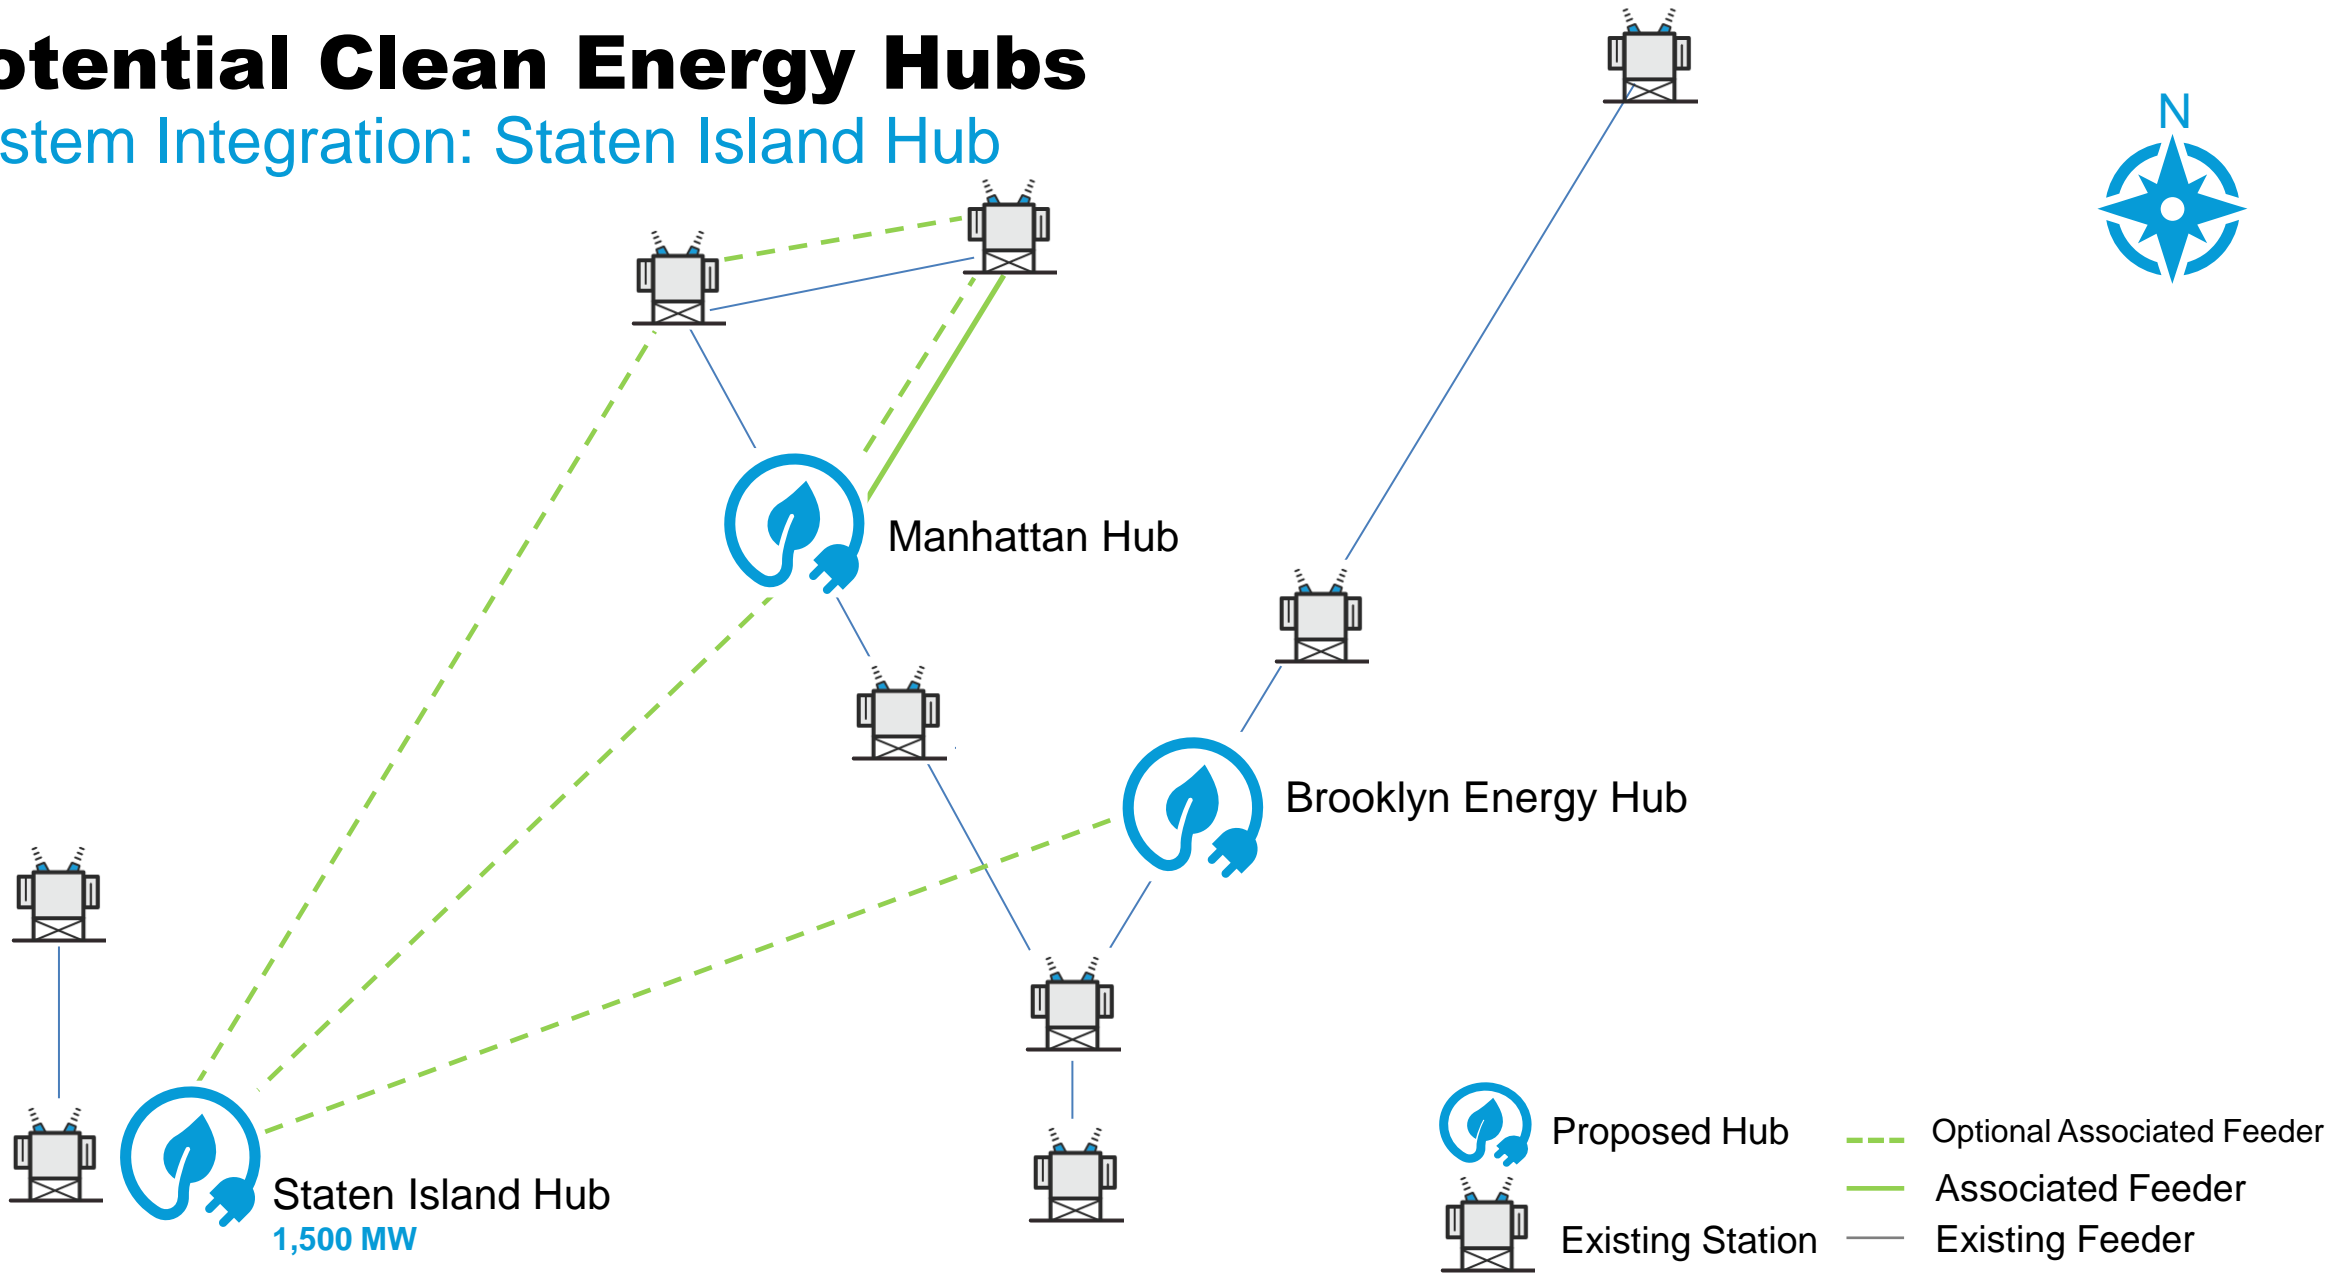 otential Clean Energy Hubs
stem Integration: Staten Island Hub
N
Manhattan Hub
Brooklyn Energy Hub
Staten Island Hub
1,500 MW
Proposed Hub
Optional Associated Feeder
Associated Feeder
Existing Station
Existing Feeder